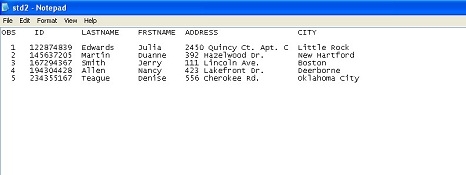 std2 - Notepad
File Edit Format View Help
OBS ID LASTNAME FRSTNAME ADDRESS CITY
1 122874839 Edwards Julia 2450 Quincy Ct. Apt. C Little Rock
2 145637205 Martin Duanne 392 Hazelwood Dr. New Hartford
3 167294367 Smith Jerry 111 Lincoln Ave. Boston
4 194304428 Allen Nancy 423 Lakefront Dr. Deerborne
5 234355167 Teague Denise 556 Cherokee Rd. Oklahoma City